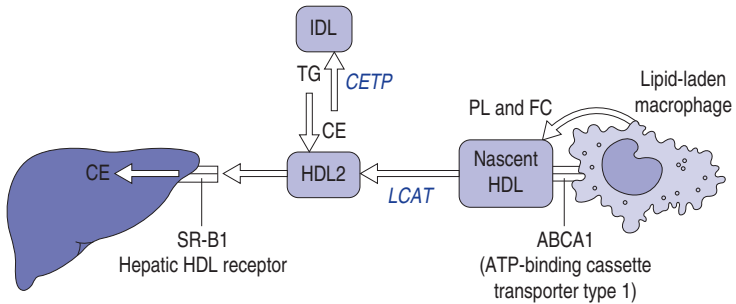 IDL
TG
CETP
CE
Lipid-laden
macrophage
PL and FC
CE
HDL2
LCAT
Nascent
HDL
SR-B1
Hepatic HDL receptor
ABCA1
(ATP-binding cassette
transporter type 1)